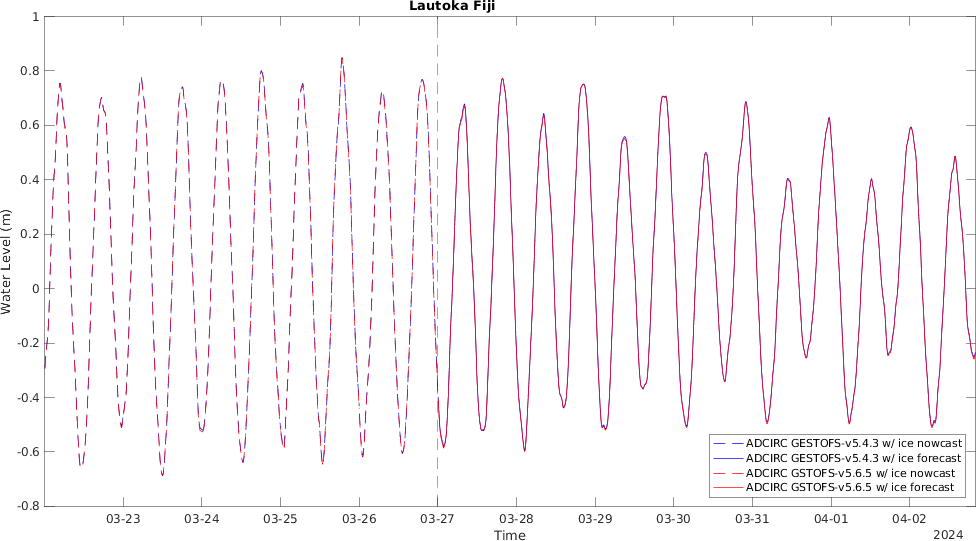 Lautoka Fiji
1
0.8
0.6
0.4
0.2
0
-0.2
-0.4
-0.6
-0.8
Water Level (m)
03-23 03-24 03-25 03-26 03-27 03-28 03-29 03-30 03-31 04-01 04-02
Time
2024
ADCIRC GESTOFS-v5.4.3 w/ ice nowcast
ADCIRC GESTOFS-v5.4.3 w/ ice forecast
ADCIRC GSTOFS-v5.6.5 w/ ice nowcast
ADCIRC GSTOFS-v5.6.5 w/ ice forecast